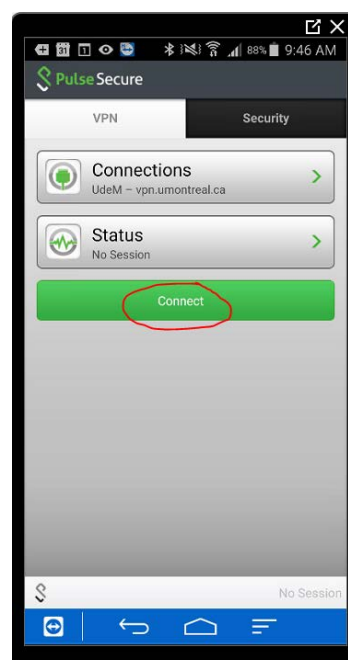 88% 9:46 AM
Pulse Secure
VPN Security
Connections
UdeM – vpn.umontreal.ca
Status
No Session
Connect
No Session